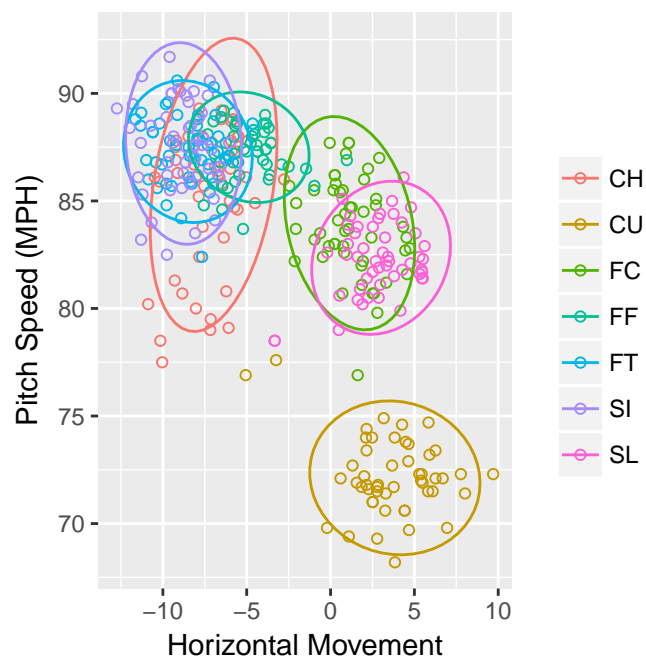 Pitch Speed (MPH)
90
85
80
75
70
−10
−5
0
5
10
Horizontal Movement
CH
CU
FC
FF
FT
SI
SL